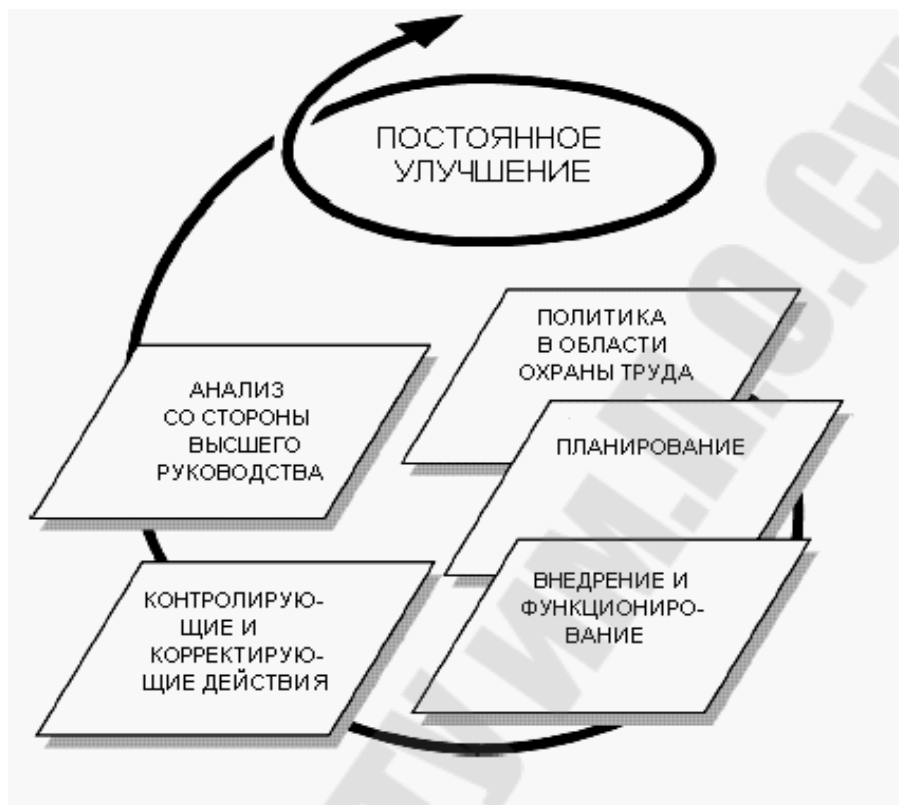 ПОСТОЯННОЕ
УЛУЧШЕНИЕ
ПОЛИТИКА
В ОБЛАСТИ
ОХРАНЫ ТРУДА
ПЛАНИРОВАНИЕ
ВНЕДРЕНИЕ И
ФУНКЦИОНИРО-
ВАНИЕ
КОНТРОЛИРУЮ-
ЩИЕ И
КОРРЕКТИРУЮ-
ЩИЕ ДЕЙСТВИЯ
АНАЛИЗ
СО СТОРОНЫ
ВЫСШЕГО
РУКОВОДСТВА